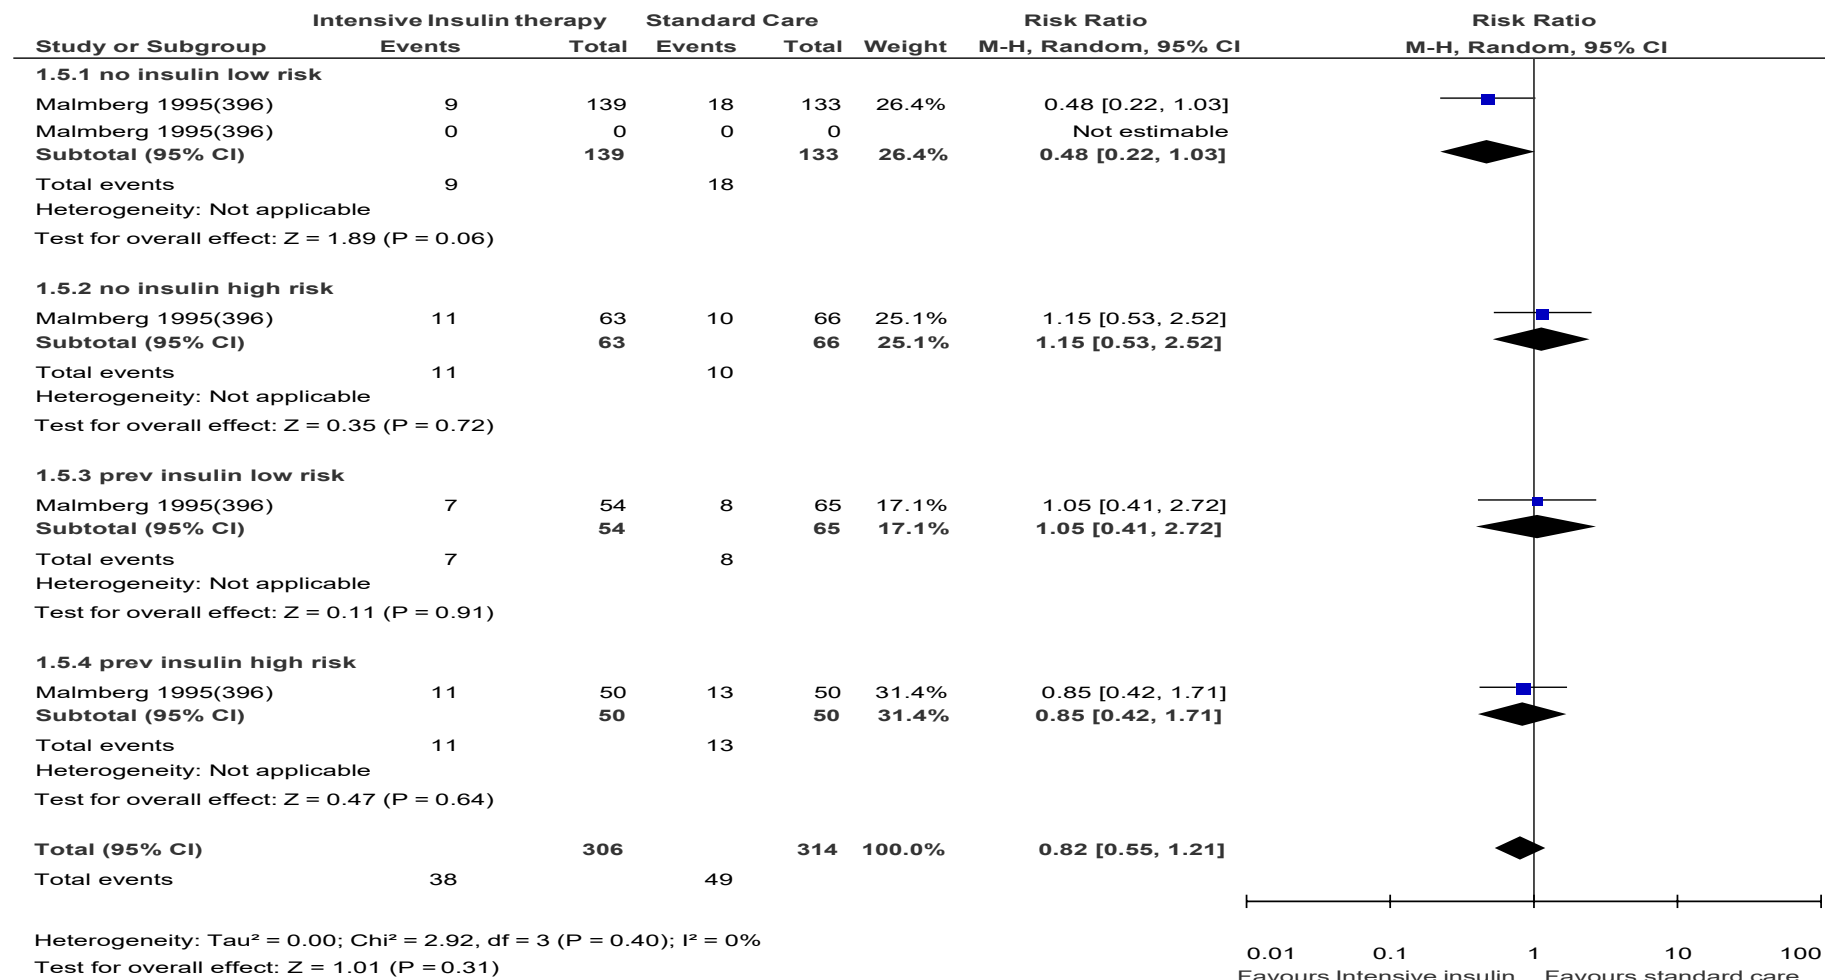 Intensive Insulin therapy Standard Care Risk Ratio Risk Ratio
Study or Subgroup Events Total Events Total Weight M-H, Random, 95% CI M-H, Random, 95% CI
1.5.1 no insulin low risk
Malmberg 1995(396) 9 139 18 133 26.4% 0.48 [0.22, 1.03]
Malmberg 1995(396) 0 0 0 0 Not estimable
Subtotal (95% CI) 139 133 26.4% 0.48 [0.22, 1.03]
Total events 9 18
Heterogeneity: Not applicable
Test for overall effect: Z = 1.89 (P = 0.06)
1.5.2 no insulin high risk
Malmberg 1995(396) 11 63 10 66 25.1% 1.15 [0.53, 2.52]
Subtotal (95% CI) 63 66 25.1% 1.15 [0.53, 2.52]
Total events 11 10
Heterogeneity: Not applicable
Test for overall effect: Z = 0.35 (P = 0.72)
1.5.3 prev insulin low risk
Malmberg 1995(396) 7 54 8 65 17.1% 1.05 [0.41, 2.72]
Subtotal (95% CI) 54 65 17.1% 1.05 [0.41, 2.72]
Total events 7 8
Heterogeneity: Not applicable
Test for overall effect: Z = 0.11 (P = 0.91)
1.5.4 prev insulin high risk
Malmberg 1995(396) 11 50 13 50 31.4% 0.85 [0.42, 1.71]
Subtotal (95% CI) 50 50 31.4% 0.85 [0.42, 1.71]
Total events 11 13
Heterogeneity: Not applicable
Test for overall effect: Z = 0.47 (P = 0.64)
Total (95% CI) 306 314 100.0% 0.82 [0.55, 1.21]
Total events 38 49
Heterogeneity: Tau² = 0.00; Chi² = 2.92, df = 3 (P = 0.40); I² = 0%
Test for overall effect: Z = 1.01 (P = 0.31)
0.01 0.1 1 10 100
Favours Intensive insulin Favours standard care